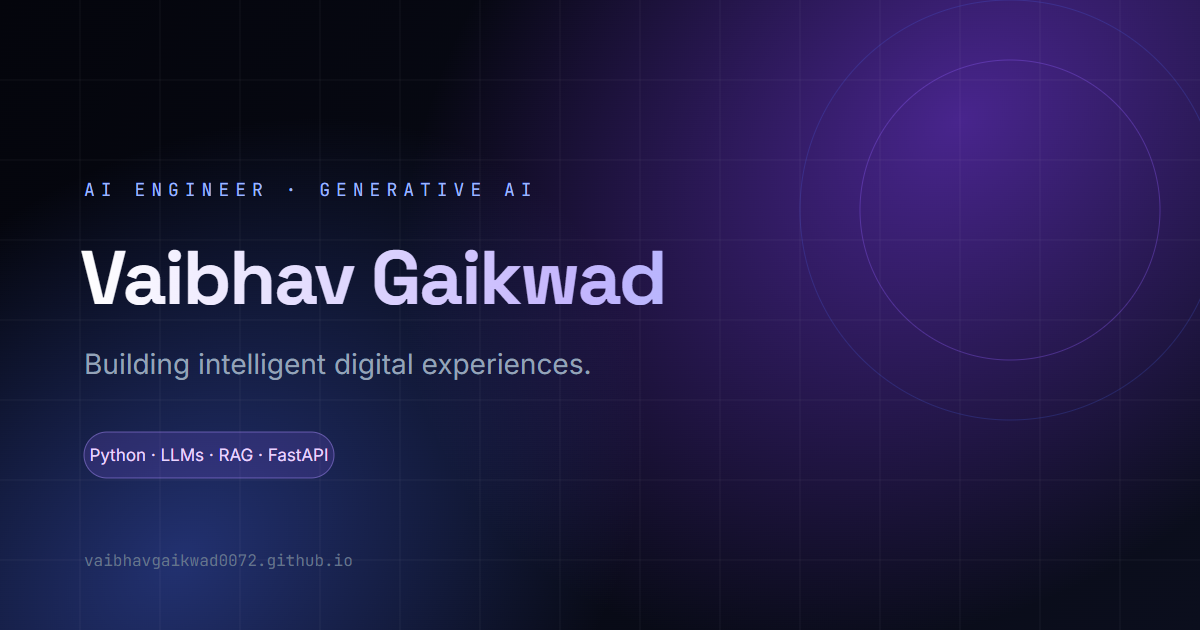 AI ENGINEER · GENERATIVE AI
Vaibhav Gaikwad
Building intelligent digital experiences.
Python · LLMs · RAG · FastAPI
vaibhavgaikwad0072.github.io